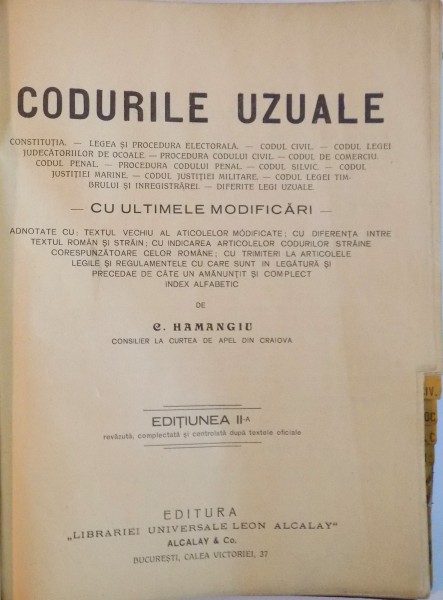 CODURILE UZUALE
CONSTITUȚIA. — LEGEA ȘI PROCEDURA ELECTORALA. — CODUL CIVIL. — CODUL LEGEI
JUDECĂTORIILOR DE OCOALE. — PROCEDURA CODULUI CIVIL. — CODUL DE COMERCIU.
CODUL PENAL. — PROCEDURA CODULUI PENAL. — CODUL SILVIC. — CODUL
JUSTIȚIEI MARINE. — CODUL JUSTIȚIEI MILITARE. — CODUL LEGEI TIM-
BRULUI ȘI INREGISTRĂREI. — DIFERITE LEGI UZUALE
— CU ULTIMELE MODIFICĂRI —
ADNOTATE CU: TEXTUL VECHIU AL ATICOLELOR MODIFICATE; CU DIFERENȚA INTRE
TEXTUL ROMÂN ȘI STRĂIN; CU INDICAREA ARTICOLELOR CODURILOR STRĂINE
CORESPUNZĂTOARE CELOR ROMÂNE; CU TRIMITERI LA ARTICOLELE
LEGILE ȘI REGULAMENTELE CU CARE SUNT IN LEGĂTURĂ ȘI
PRECEDAE DE CÂTE UN AMĂNUNȚIT ȘI COMPLECT
INDEX ALFABETIC
DE
C. HAMANGIU
CONSILIER LA CURTEA DE APEL DIN CRAIOVA
EDIȚIUNEA II-A
revăzută, complectată și controlată după textele oficiale
EDITURA
„LIBRARIEI UNIVERSALE LEON ALCALAY“
ALCALAY & Co.
BUCUREȘTI, CALEA VICTORIEI, 37